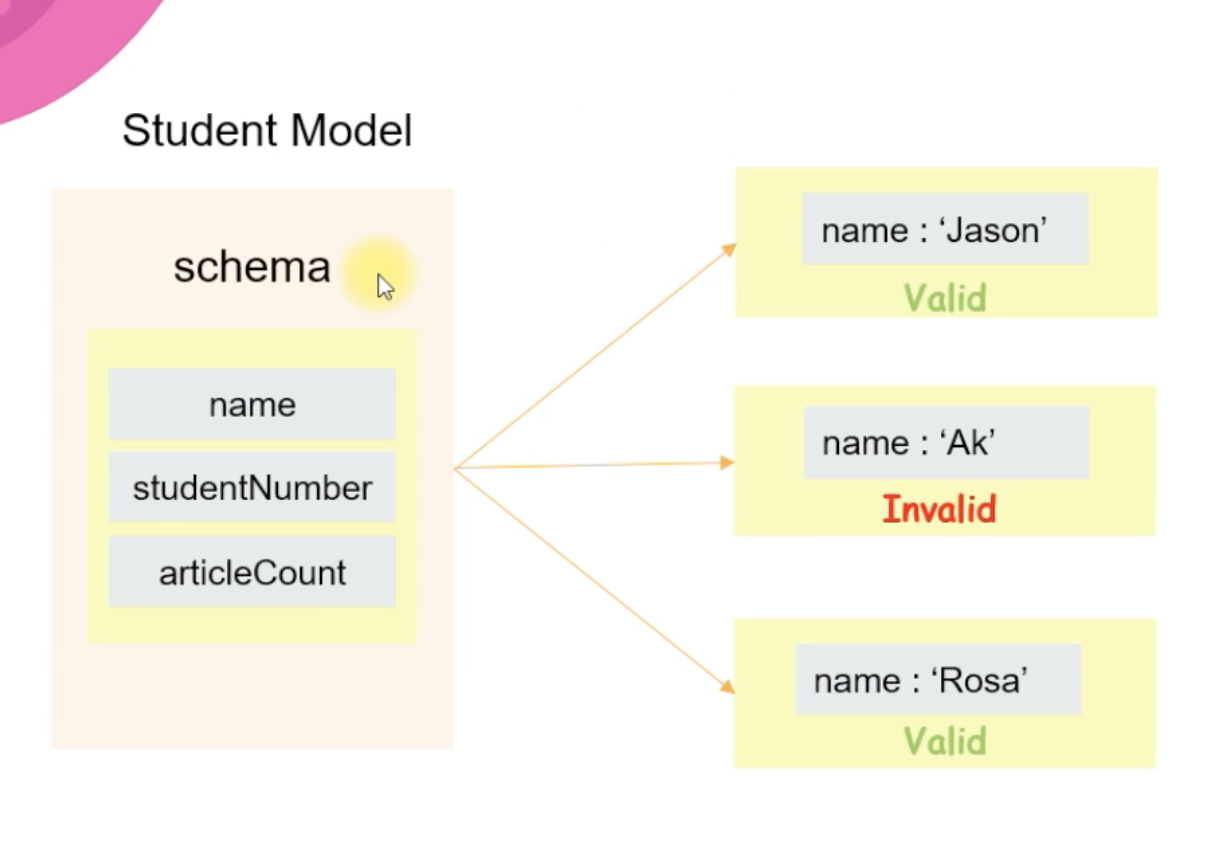 Student Model
schema
name
studentNumber
articleCount
name : ‘Jason’
Valid
name : ‘Ak’
Invalid
name : ‘Rosa’
Valid